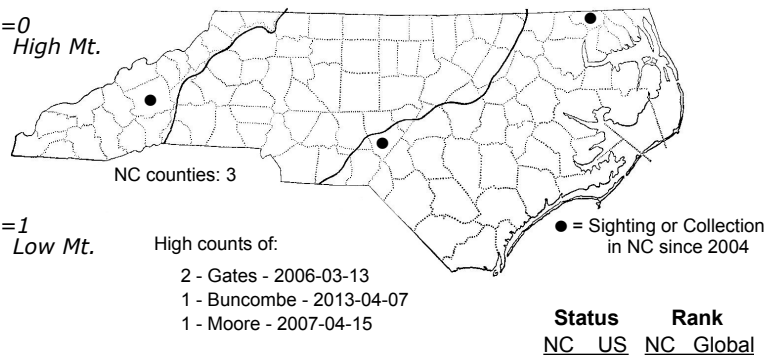 =0
High Mt.
NC counties: 3
=1
Low Mt.
High counts of:
2 - Gates - 2006-03-13
1 - Buncombe - 2013-04-07
1 - Moore - 2007-04-15
● = Sighting or Collection
in NC since 2004
Status Rank
NC US NC Global